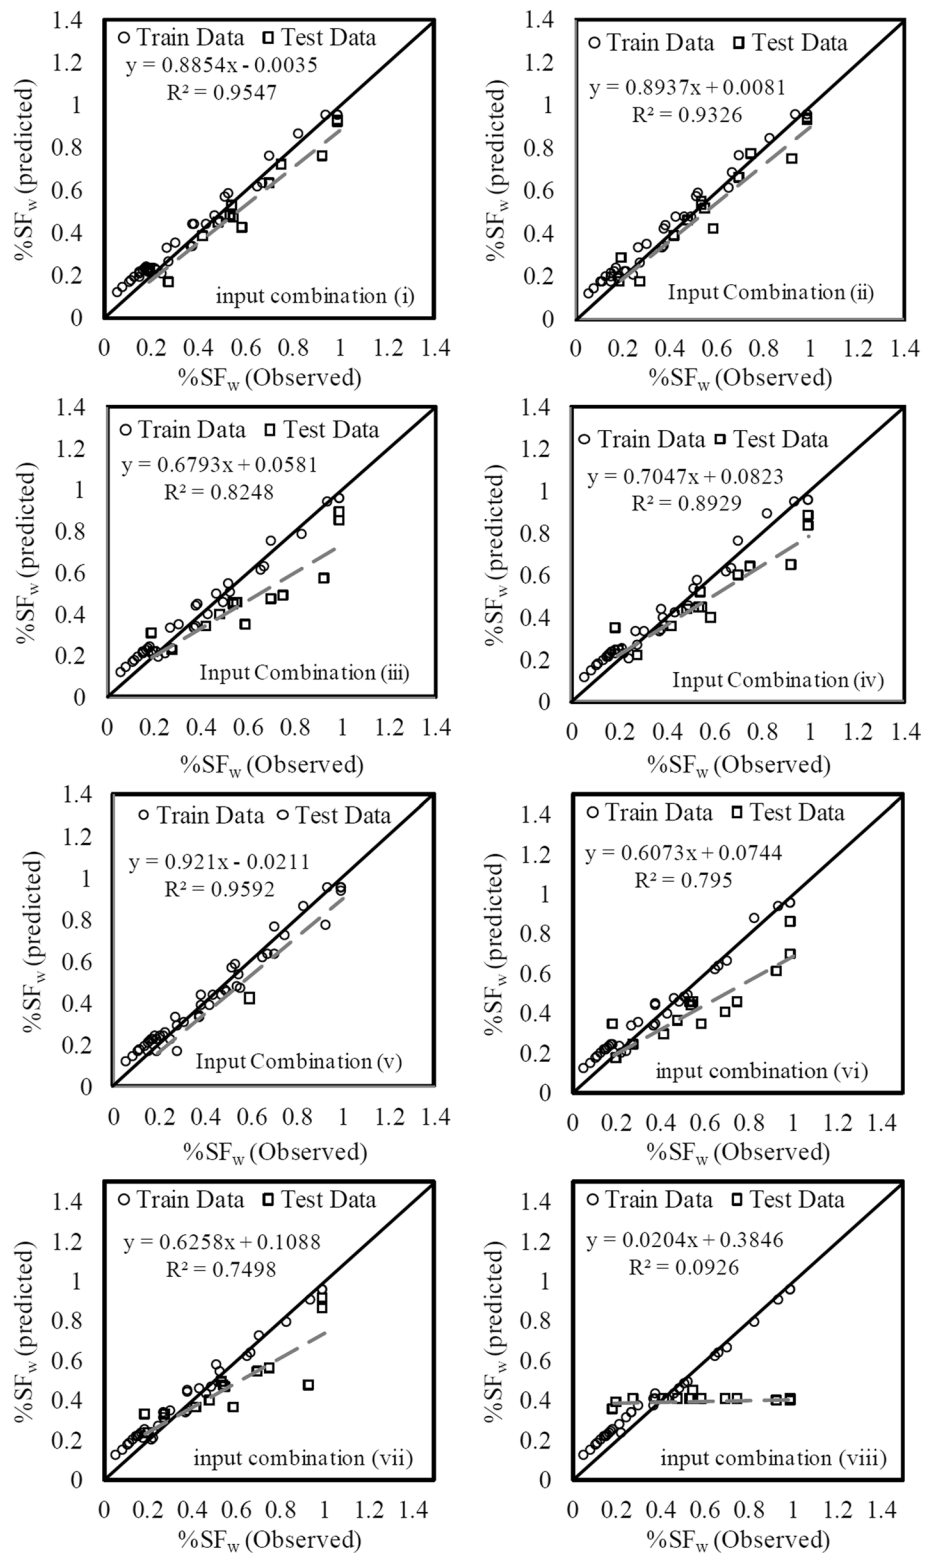 1.4
1.2
1
0.8
0.6
0.4
0.2
0
%SFw (predicted)
Train Data Test Data
y = 0.8854x - 0.0035
R² = 0.9547
input combination (i)
0 0.2 0.4 0.6 0.8 1 1.2 1.4
%SFw (Observed)
1.4
1.2
1
0.8
0.6
0.4
0.2
0
%SFw (predicted)
Train Data Test Data
y = 0.8937x + 0.0081
R² = 0.9326
Input Combination (ii)
0 0.2 0.4 0.6 0.8 1 1.2 1.4
%SFw (Observed)
1.4
1.2
1
0.8
0.6
0.4
0.2
0
%SFw (predicted)
Train Data Test Data
y = 0.6793x + 0.0581
R² = 0.8248
Input Combination (iii)
0 0.2 0.4 0.6 0.8 1 1.2 1.4
%SFw (Observed)
1.4
1.2
1
0.8
0.6
0.4
0.2
0
%SFw (predicted)
Train Data Test Data
y = 0.7047x + 0.0823
R² = 0.8929
Input Combination (iv)
0 0.2 0.4 0.6 0.8 1 1.2 1.4
%SFw (Observed)
1.4
1.2
1
0.8
0.6
0.4
0.2
0
%SFw (predicted)
Train Data Test Data
y = 0.921x - 0.0211
R² = 0.9592
Input Combination (v)
0 0.2 0.4 0.6 0.8 1 1.2 1.4
%SFw (Observed)
1.4
1.2
1
0.8
0.6
0.4
0.2
0
%SFw (predicted)
Train Data Test Data
y = 0.6073x + 0.0744
R² = 0.795
input combination (vi)
0 0.2 0.4 0.6 0.8 1 1.2 1.4
%SFw (Observed)
1.4
1.2
1
0.8
0.6
0.4
0.2
0
%SFw (predicted)
Train Data Test Data
y = 0.6258x + 0.1088
R² = 0.7498
input combination (vii)
0 0.2 0.4 0.6 0.8 1 1.2 1.4
%SFw (Observed)
1.4
1.2
1
0.8
0.6
0.4
0.2
0
%SFw (predicted)
Train Data Test Data
y = 0.0204x + 0.3846
R² = 0.0926
input combination (viii)
0 0.2 0.4 0.6 0.8 1 1.2 1.4
%SFw (Observed)